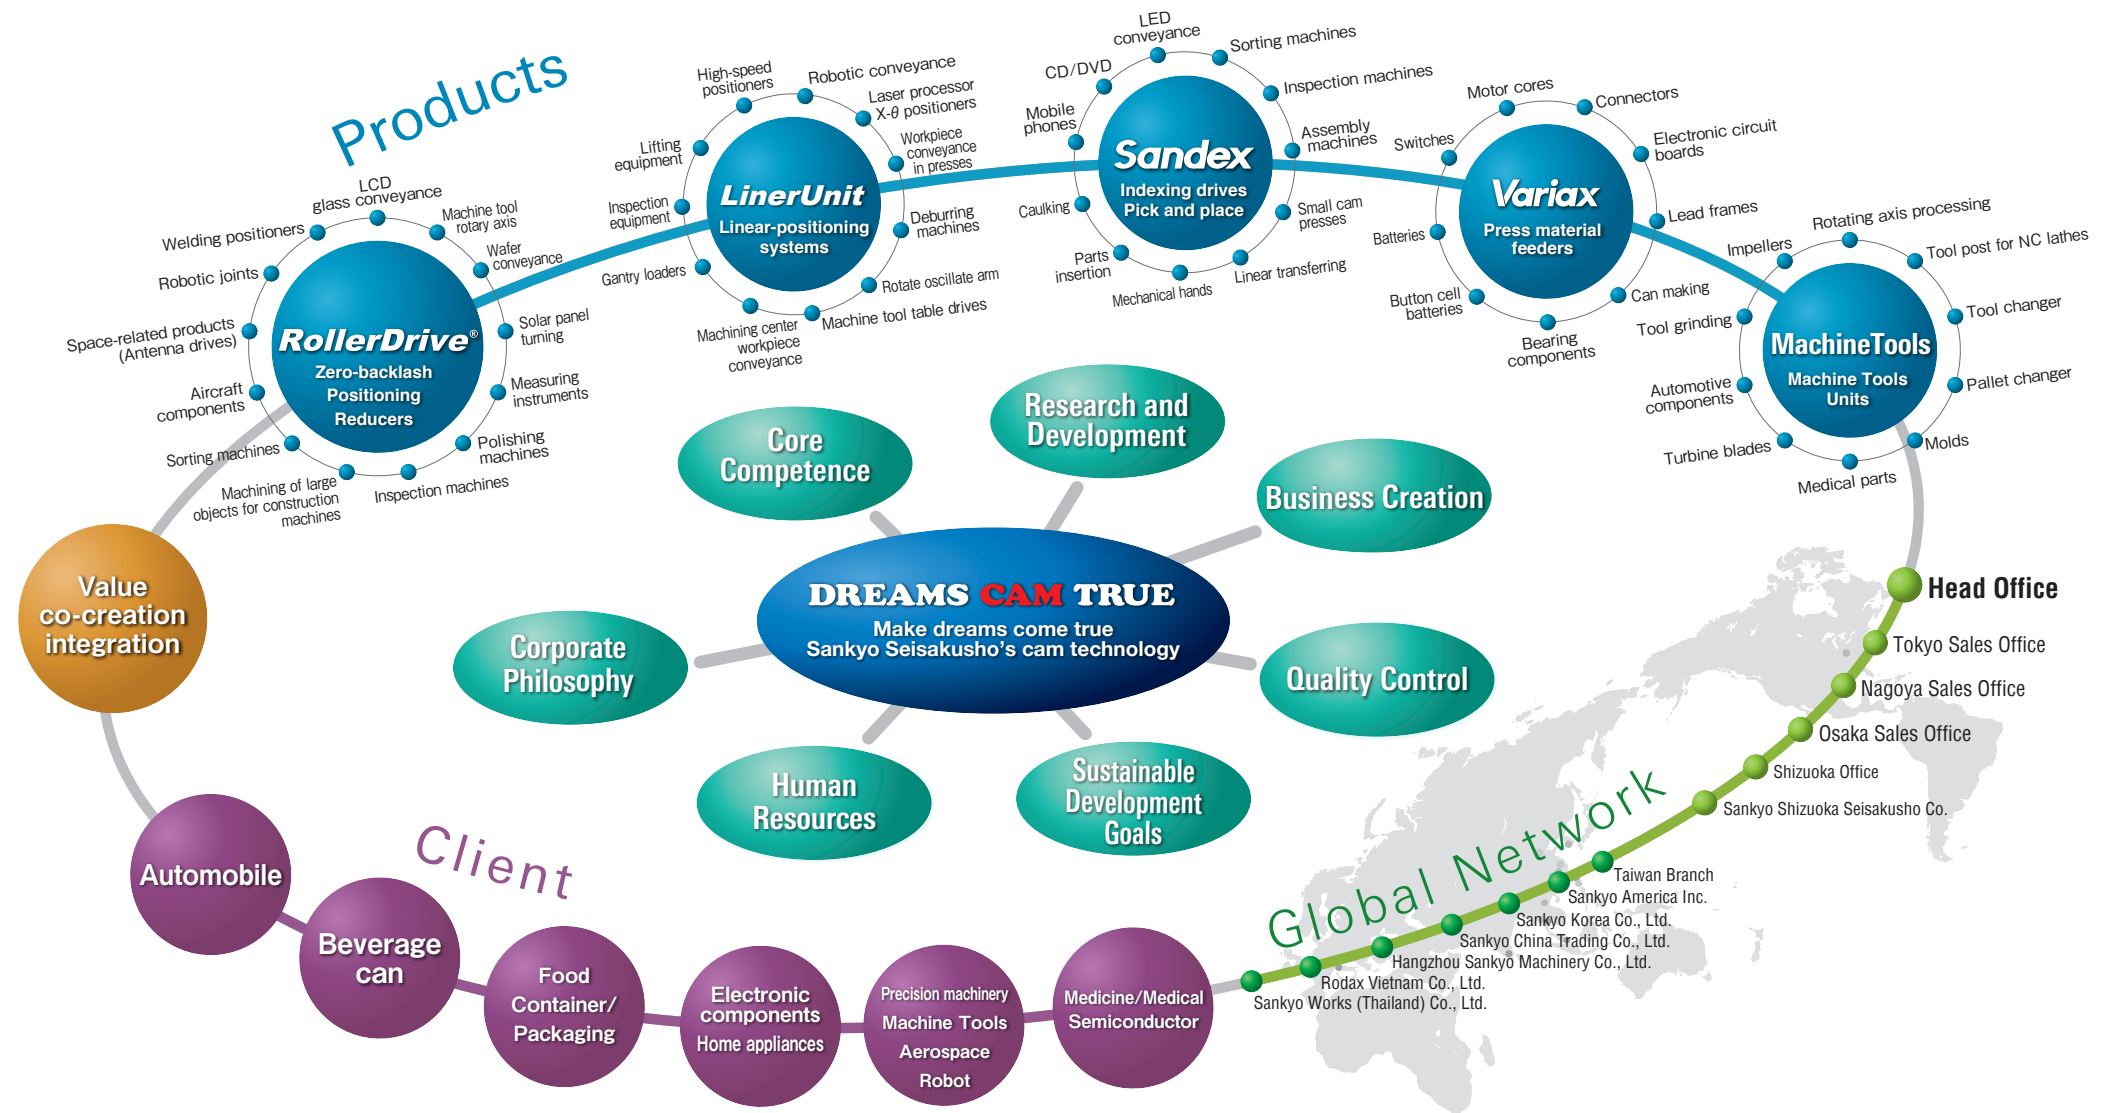 Products
LCD
glass conveyance
Machine tool
rotary axis
Wafer
conveyance
Solar panel
turning
Measuring
instruments
Polishing
machines
Inspection machines
Machining of large
objects for construction
machines
Sorting machines
Aircraft
components
Space-related products
(Antenna drives)
Robotic joints
Welding positioners
RollerDrive®
Zero-backlash
Positioning
Reducers
High-speed
positioners
Robotic conveyance
Laser processor
X-θ positioners
Workpiece
conveyance
in presses
Deburring
machines
Rotate oscillate arm
Machine tool table drives
Machining center
workpiece
conveyance
Gantry loaders
Inspection
equipment
Lifting
equipment
LinerUnit
Linear-positioning
systems
LED
conveyance
Sorting machines
Inspection machines
Assembly
machines
Small cam
presses
Linear transferring
Mechanical hands
Parts
insertion
Caulking
Mobile
phones
CD/DVD
Sandex
Indexing drives
Pick and place
Motor cores
Connectors
Electronic circuit
boards
Lead frames
Can making
Bearing
components
Button cell
batteries
Batteries
Switches
Variax
Press material
feeders
Rotating axis processing
Tool post for NC lathes
Tool changer
Pallet changer
Molds
Medical parts
Turbine blades
Automotive
components
Tool grinding
Impellers
MachineTools
Machine Tools
Units
Core
Competence
Research and
Development
Business Creation
Quality Control
Sustainable
Development
Goals
Human
Resources
Corporate
Philosophy
DREAMS CAM TRUE
Make dreams come true
Sankyo Seisakusho's cam technology
Value
co-creation
integration
Client
Automobile
Beverage
can
Food
Container/
Packaging
Electronic
components
Home appliances
Precision machinery
Machine Tools
Aerospace
Robot
Medicine/Medical
Semiconductor
Global Network
Head Office
Tokyo Sales Office
Nagoya Sales Office
Osaka Sales Office
Shizuoka Office
Sankyo Shizuoka Seisakusho Co.
Taiwan Branch
Sankyo America Inc.
Sankyo Korea Co., Ltd.
Sankyo China Trading Co., Ltd.
Hangzhou Sankyo Machinery Co., Ltd.
Rodax Vietnam Co., Ltd.
Sankyo Works (Thailand) Co., Ltd.